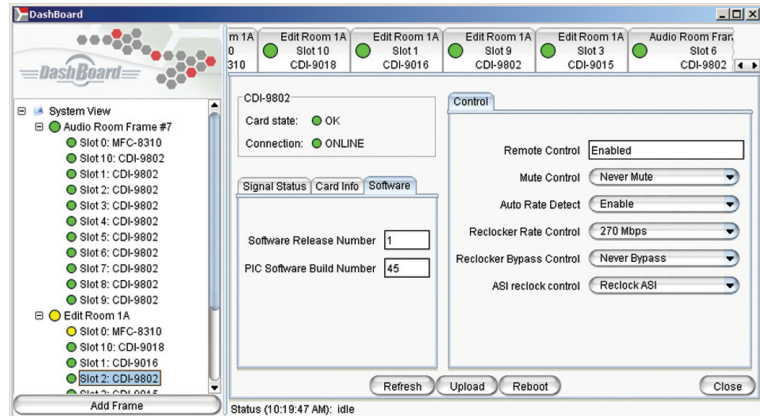 DashBoard
DashBoard
System View
Audio Room Frame #7
Slot 0: MFC-8310
Slot 10: CDI-9802
Slot 1: CDI-9802
Slot 2: CDI-9802
Slot 3: CDI-9802
Slot 4: CDI-9802
Slot 5: CDI-9802
Slot 6: CDI-9802
Slot 7: CDI-9802
Slot 8: CDI-9802
Slot 9: CDI-9802
Edit Room 1A
Slot 0: MFC-8310
Slot 10: CDI-9018
Slot 1: CDI-9016
Slot 2: CDI-9802
Slot 3: CDI-9015
Add Frame
m 1A
0
310
Edit Room 1A
Slot 10
CDI-9018
Edit Room 1A
Slot 1
CDI-9016
Edit Room 1A
Slot 9
CDI-9802
Edit Room 1A
Slot 3
CDI-9015
Audio Room Fran
Slot 6
CDI-9802
CDI-9802
Card state: OK
Connection: ONLINE
Signal Status Card Info Software
Software Release Number 1
PIC Software Build Number 45
Control
Remote Control Enabled
Mute Control Never Mute
Auto Rate Detect Enable
Reclocker Rate Control 270 Mbps
Reclocker Bypass Control Never Bypass
ASI reclock control Reclock ASI
Refresh Upload Reboot Close
Status (10:19:47 AM): idle